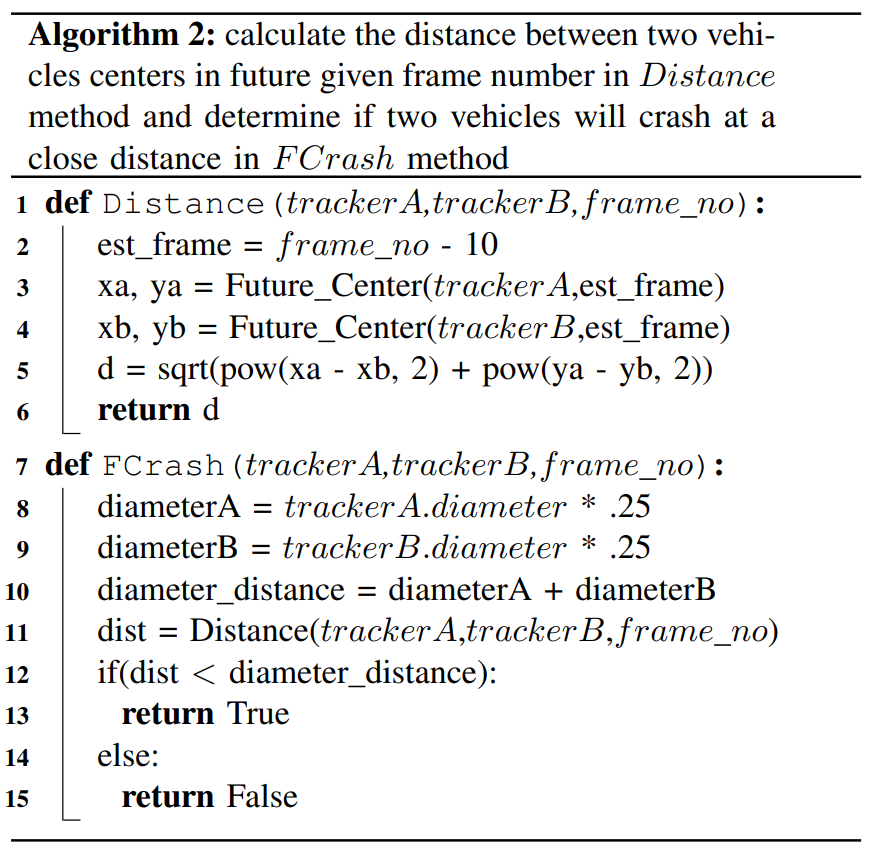 Algorithm 2: calculate the distance between two vehi-
cles centers in future given frame number in Distance
method and determine if two vehicles will crash at a
close distance in FCrash method
1 def Distance(trackerA,trackerB,frame_no):
2 est_frame = frame_no - 10
3 xa, ya = Future_Center(trackerA,est_frame)
4 xb, yb = Future_Center(trackerB,est_frame)
5 d = sqrt(pow(xa - xb, 2) + pow(ya - yb, 2))
6 return d
7 def FCrash(trackerA,trackerB,frame_no):
8 diameterA = trackerA.diameter * .25
9 diameterB = trackerB.diameter * .25
10 diameter_distance = diameterA + diameterB
11 dist = Distance(trackerA,trackerB,frame_no)
12 if(dist < diameter_distance):
13 return True
14 else:
15 return False